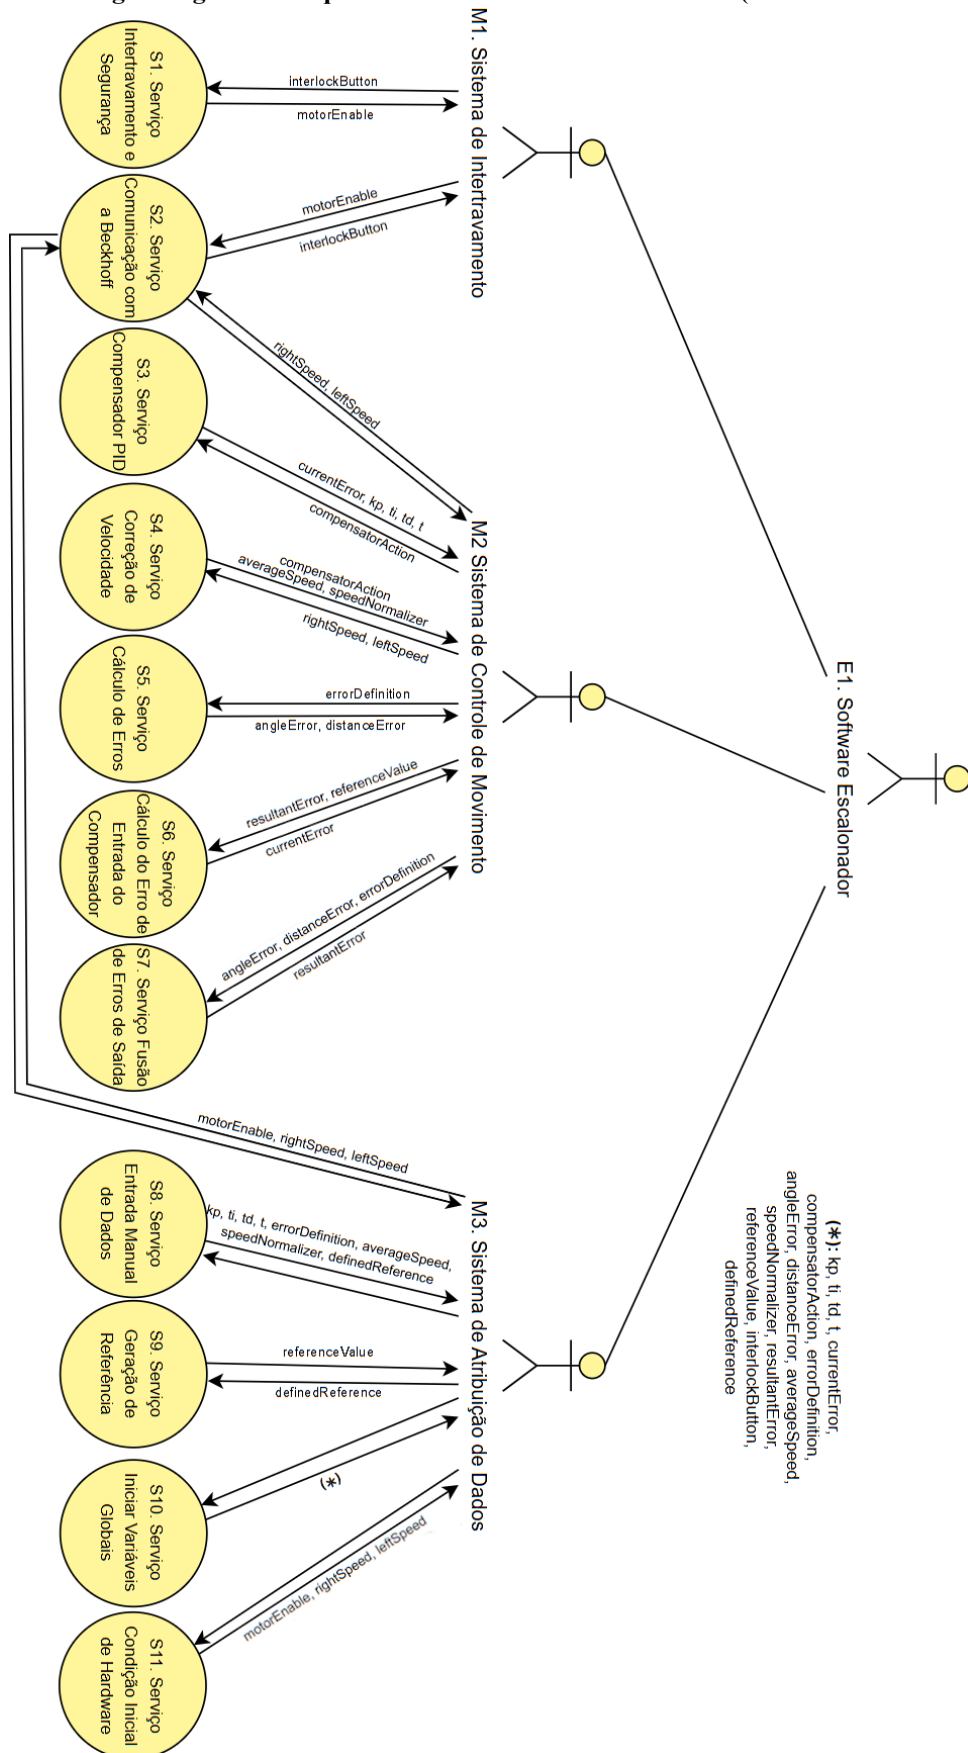 E1. Software Escalonador
(*): kp, ti, td, t, currentError,
compensatorAction, errorDefinition,
angleError, distanceError, averageSpeed,
speedNormalizer, resultantError,
referenceValue, interlockButton,
definedReference
M1. Sistema de Intertravamento
M2 Sistema de Controle de Movimento
M3. Sistema de Atribuição de Dados
interlockButton
motorEnable
motorEnable
interlockButton
rightSpeed, leftSpeed
currentError, kp, ti, td, t
compensatorAction
compensatorAction
averageSpeed, speedNormalizer
rightSpeed, leftSpeed
errorDefinition
angleError, distanceError
resultantError, referenceValue
currentError
angleError, distanceError, errorDefinition
resultantError
motorEnable, rightSpeed, leftSpeed
kp, ti, td, t, errorDefinition, averageSpeed,
speedNormalizer, definedReference
referenceValue
definedReference
(*)
motorEnable, rightSpeed, leftSpeed
S1. Serviço
Intertravamento e
Segurança
S2. Serviço
Comunicação com
a Beckhoff
S3. Serviço
Compensador PID
S4. Serviço
Correção de
Velocidade
S5. Serviço
Cálculo de Erros
S6. Serviço
Cálculo do Erro de
Entrada do
Compensador
S7. Serviço Fusão
de Erros de Saída
S8. Serviço
Entrada Manual
de Dados
S9. Serviço
Geração de
Referência
S10. Serviço
Iniciar Variáveis
Globais
S11. Serviço
Condição Inicial
de Hardware